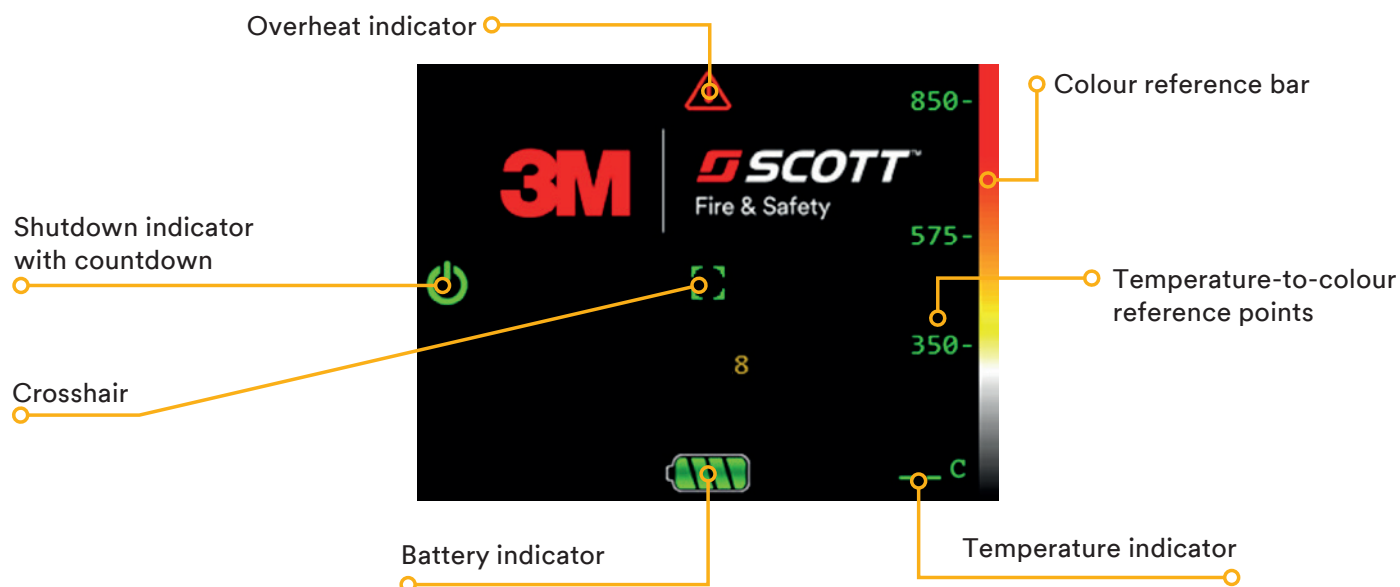 Overheat indicator
850-
Colour reference bar
3M
SCOTT™
Fire & Safety
Shutdown indicator
with countdown
575-
Temperature-to-colour
reference points
350-
8
Crosshair
C
Battery indicator
Temperature indicator